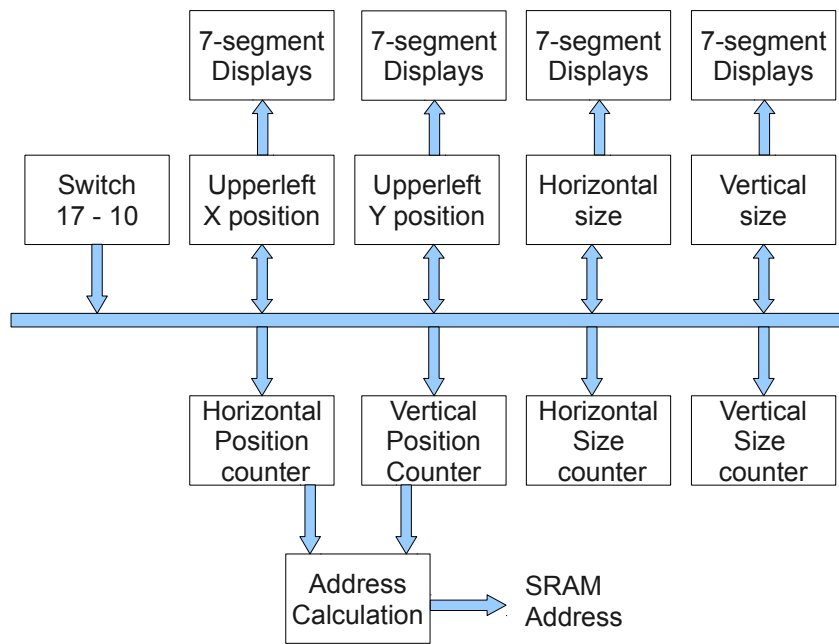 7-segment
Displays
7-segment
Displays
7-segment
Displays
7-segment
Displays
Switch
17 - 10
Upperleft
X position
Upperleft
Y position
Horizontal
size
Vertical
size
Horizontal
Position
counter
Vertical
Position
Counter
Horizontal
Size
counter
Vertical
Size
counter
Address
Calculation
SRAM
Address